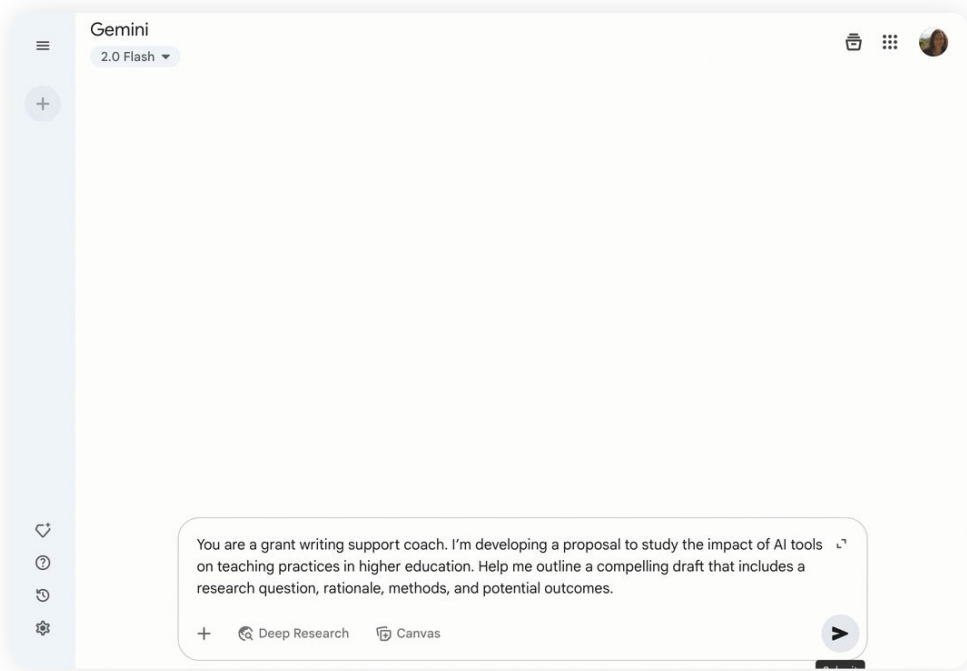 Gemini
2.0 Flash
You are a grant writing support coach. I’m developing a proposal to study the impact of AI tools
on teaching practices in higher education. Help me outline a compelling draft that includes a
research question, rationale, methods, and potential outcomes.
Deep Research
Canvas